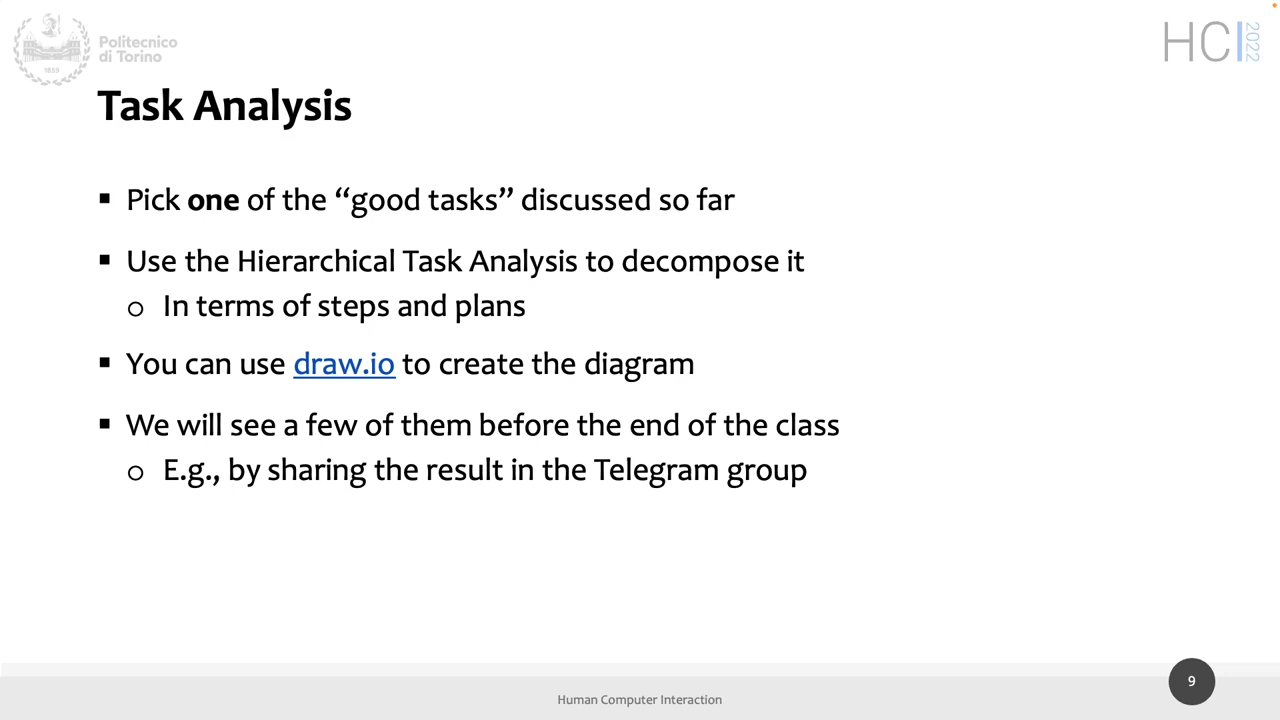 Politecnico
di Torino
1859
HCI 2022
Task Analysis
▪ Pick one of the “good tasks” discussed so far
▪ Use the Hierarchical Task Analysis to decompose it
o In terms of steps and plans
▪ You can use draw.io to create the diagram
▪ We will see a few of them before the end of the class
o E.g., by sharing the result in the Telegram group
Human Computer Interaction
9